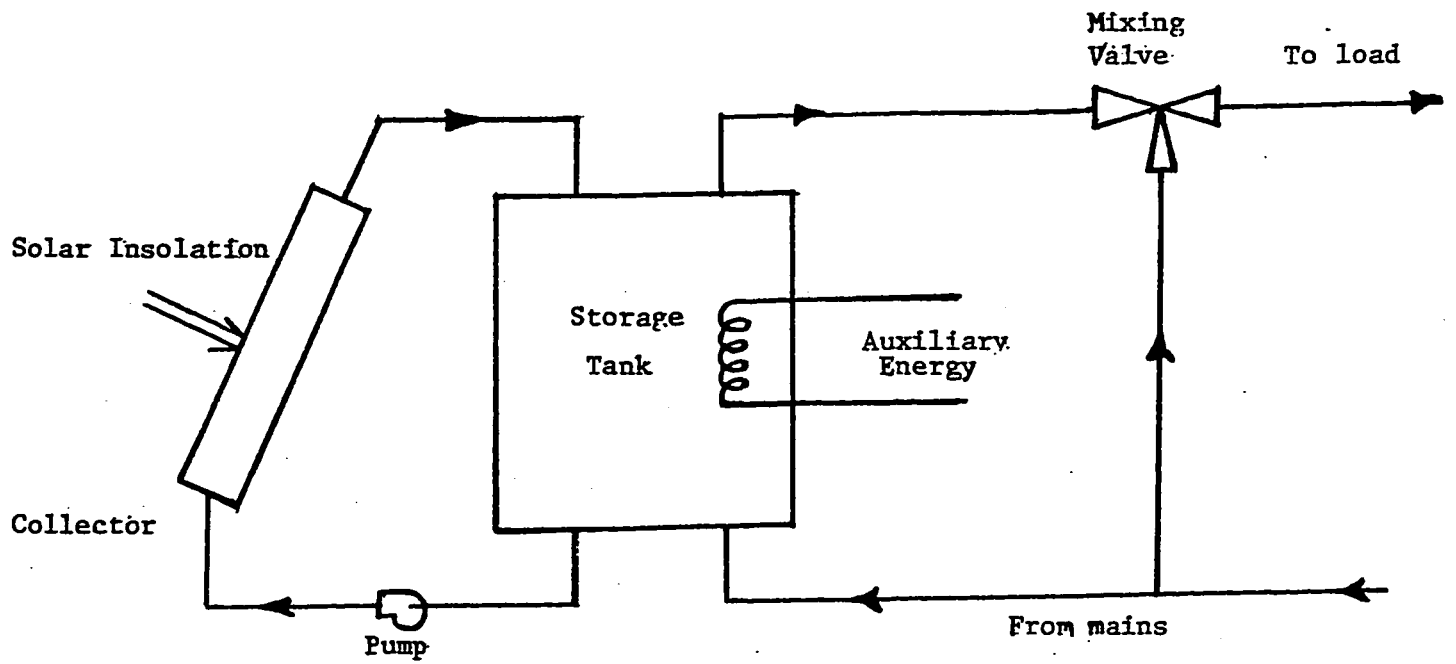 Mixing
Valve
To load
Solar Insolation
Storage
Tank
Auxiliary
Energy
Collector
From mains
Pump